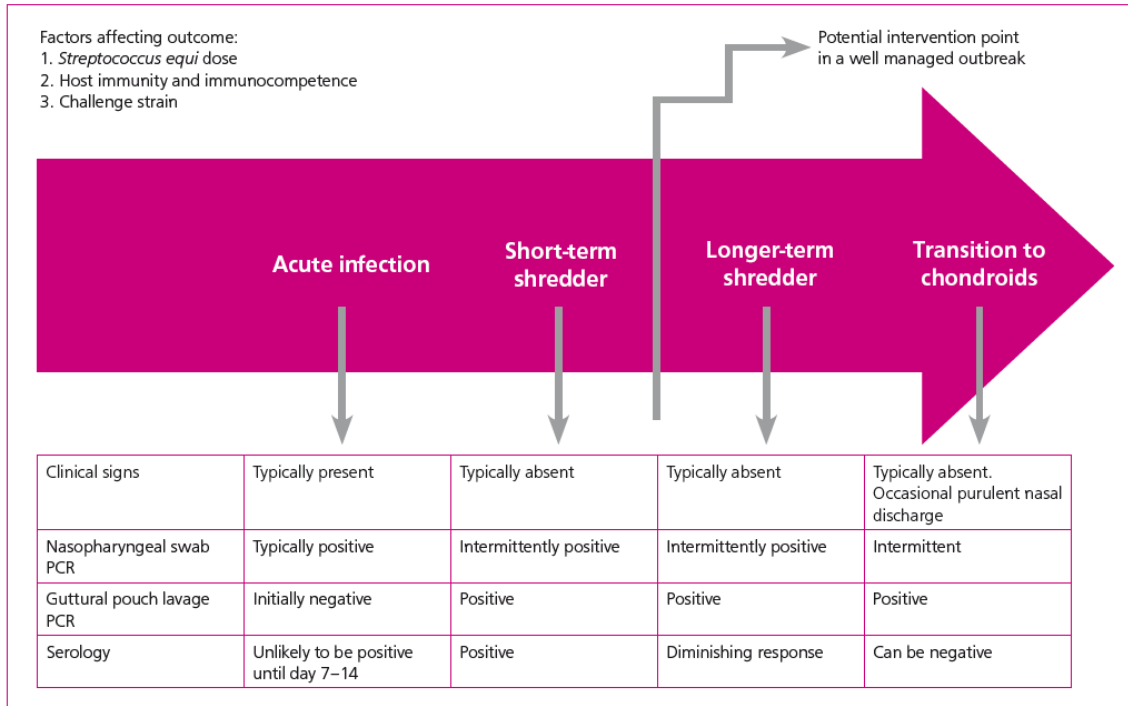 Factors affecting outcome:
1. Streptococcus equi dose
2. Host immunity and immunocompetence
3. Challenge strain
Potential intervention point
in a well managed outbreak
Acute infection
Short-term
shredder
Longer-term
shredder
Transition to
chondroids
Clinical signs
Typically present
Typically absent
Typically absent
Typically absent.
Occasional purulent nasal
discharge
Nasopharyngeal swab
PCR
Typically positive
Intermittently positive
Intermittently positive
Intermittent
Guttural pouch lavage
PCR
Initially negative
Positive
Positive
Positive
Serology
Unlikely to be positive
until day 7–14
Positive
Diminishing response
Can be negative